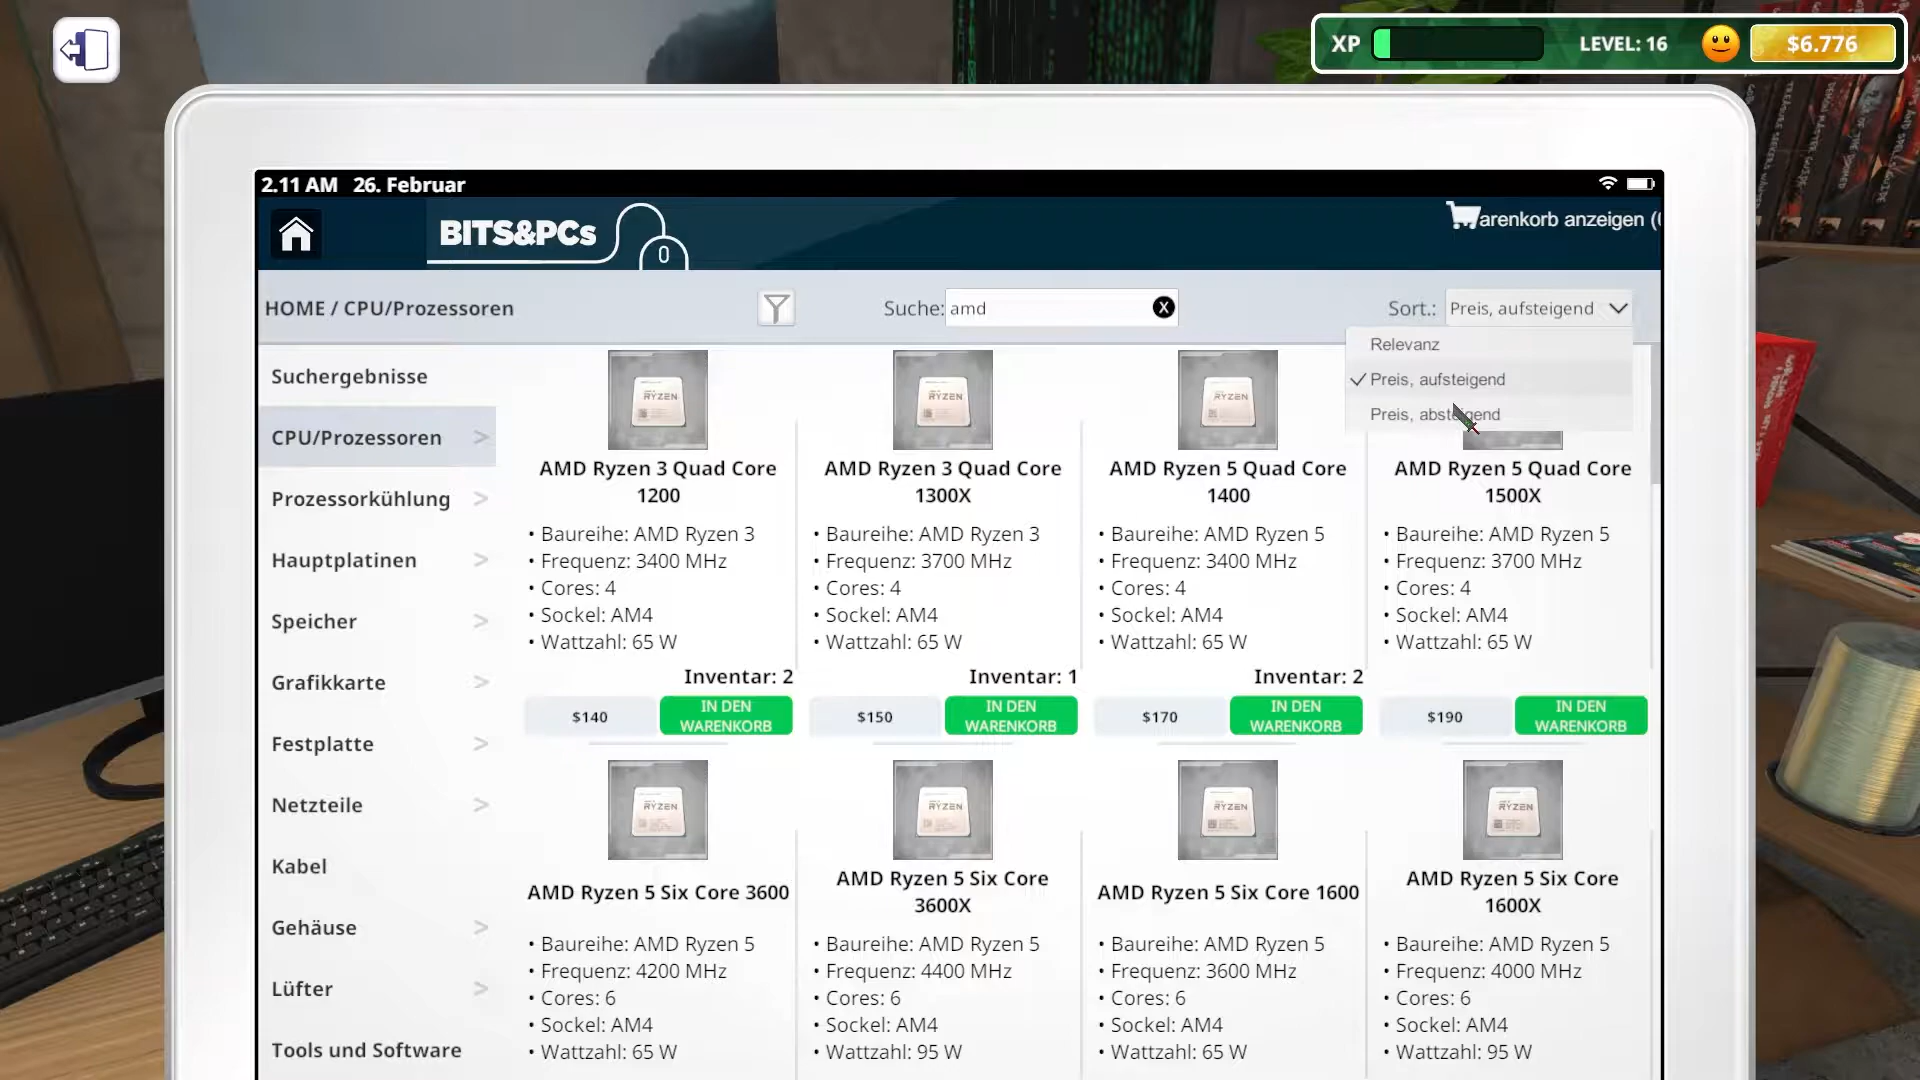 XP
LEVEL: 16
$6.776
2.11 AM 26. Februar
BITS&PCs
arenkorb anzeigen (
HOME / CPU/Prozessoren
Suche: amd X
Sort.: Preis, aufsteigend
Relevanz
Preis, aufsteigend
Preis, absteigend
Suchergebnisse
CPU/Prozessoren >
Prozessorkühlung >
Hauptplatinen >
Speicher >
Grafikkarte >
Festplatte >
Netzteile >
Kabel
Gehäuse >
Lüfter >
Tools und Software
RYZEN
AMD Ryzen 3 Quad Core
1200
• Baureihe: AMD Ryzen 3
• Frequenz: 3400 MHz
• Cores: 4
• Sockel: AM4
• Wattzahl: 65 W
Inventar: 2
$140
IN DEN
WARENKORB
RYZEN
AMD Ryzen 3 Quad Core
1300X
• Baureihe: AMD Ryzen 3
• Frequenz: 3700 MHz
• Cores: 4
• Sockel: AM4
• Wattzahl: 65 W
Inventar: 1
$150
IN DEN
WARENKORB
RYZEN
AMD Ryzen 5 Quad Core
1400
• Baureihe: AMD Ryzen 5
• Frequenz: 3400 MHz
• Cores: 4
• Sockel: AM4
• Wattzahl: 65 W
Inventar: 2
$170
IN DEN
WARENKORB
AMD Ryzen 5 Quad Core
1500X
• Baureihe: AMD Ryzen 5
• Frequenz: 3700 MHz
• Cores: 4
• Sockel: AM4
• Wattzahl: 65 W
$190
IN DEN
WARENKORB
RYZEN
AMD Ryzen 5 Six Core 3600
• Baureihe: AMD Ryzen 5
• Frequenz: 4200 MHz
• Cores: 6
• Sockel: AM4
• Wattzahl: 65 W
RYZEN
AMD Ryzen 5 Six Core
3600X
• Baureihe: AMD Ryzen 5
• Frequenz: 4400 MHz
• Cores: 6
• Sockel: AM4
• Wattzahl: 95 W
RYZEN
AMD Ryzen 5 Six Core 1600
• Baureihe: AMD Ryzen 5
• Frequenz: 3600 MHz
• Cores: 6
• Sockel: AM4
• Wattzahl: 65 W
RYZEN
AMD Ryzen 5 Six Core
1600X
• Baureihe: AMD Ryzen 5
• Frequenz: 4000 MHz
• Cores: 6
• Sockel: AM4
• Wattzahl: 95 W